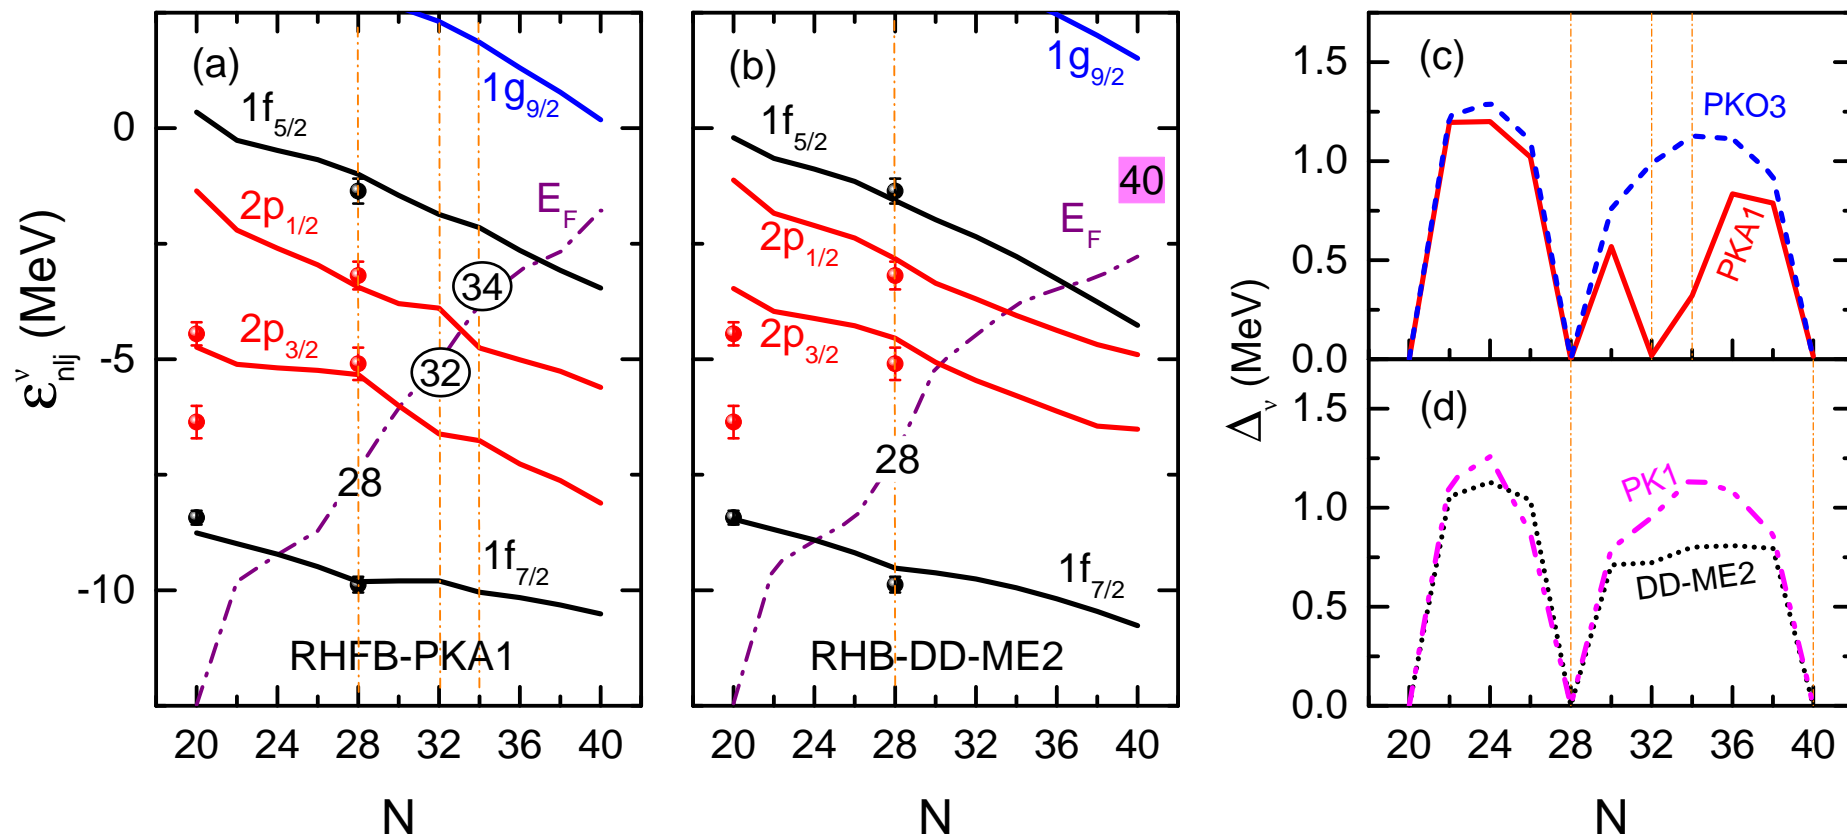 (a)
1g9/2
1f5/2
2p1/2
EF
34
2p3/2
32
28
1f7/2
RHFB-PKA1
0
-5
-10
ε^ν_nlj (MeV)
20 24 28 32 36 40
N
(b)
1g9/2
1f5/2
40
EF
2p1/2
2p3/2
28
1f7/2
RHB-DD-ME2
20 24 28 32 36 40
N
(c)
PKO3
PKA1
1.5
1.0
0.5
0.0
Δν (MeV)
(d)
PK1
DD-ME2
1.5
1.0
0.5
0.0
20 24 28 32 36 40
N